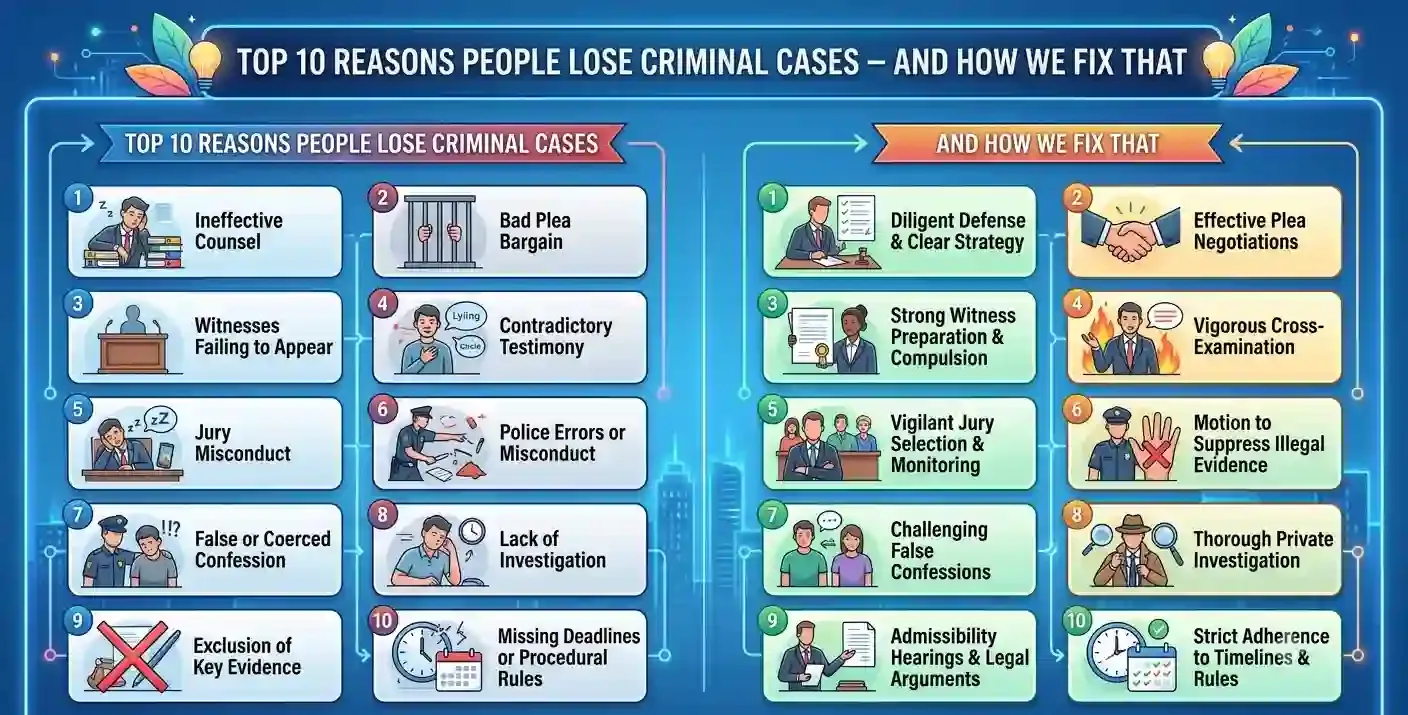 TOP 10 REASONS PEOPLE LOSE CRIMINAL CASES – AND HOW WE FIX THAT
TOP 10 REASONS PEOPLE LOSE CRIMINAL CASES
1
z z
Ineffective
Counsel
2
Bad Plea
Bargain
3
Witnesses
Failing to Appear
4
Lyling
Circle
Contradictory
Testimony
5
z z zZ
Jury
Misconduct
6
Police Errors or
Misconduct
7
!!?
False or Coerced
Confession
8
Lack of
Investigation
9
Exclusion of
Key Evidence
10
Missing Deadlines
or Procedural
Rules
AND HOW WE FIX THAT
1
Diligent Defense
& Clear Strategy
2
Effective Plea
Negotiations
3
Strong Witness
Preparation &
Compulsion
4
Vigorous Cross-
Examination
5
Vigilant Jury
Selection &
Monitoring
6
Motion to
Suppress Illegal
Evidence
7
Challenging
False
Confessions
8
Thorough Private
Investigation
9
Admissibility
Hearings & Legal
Arguments
10
Strict Adherence
to Timelines &
Rules